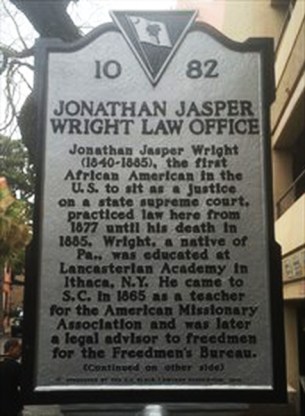 10 82
JONATHAN JASPER
WRIGHT LAW OFFICE
Jonathan Jasper Wright
(1840-1885), the first
African American in the
U.S. to sit as a justice
on a state supreme court,
practiced law here from
1877 until his death in
1885. Wright, a native of
Pa., was educated at
Lancasterian Academy in
Ithaca, N.Y. He came to
S.C. in 1865 as a teacher
for the American Missionary
Association and was later
a legal advisor to freedmen
for the Freedmen's Bureau.
(Continued on other side)